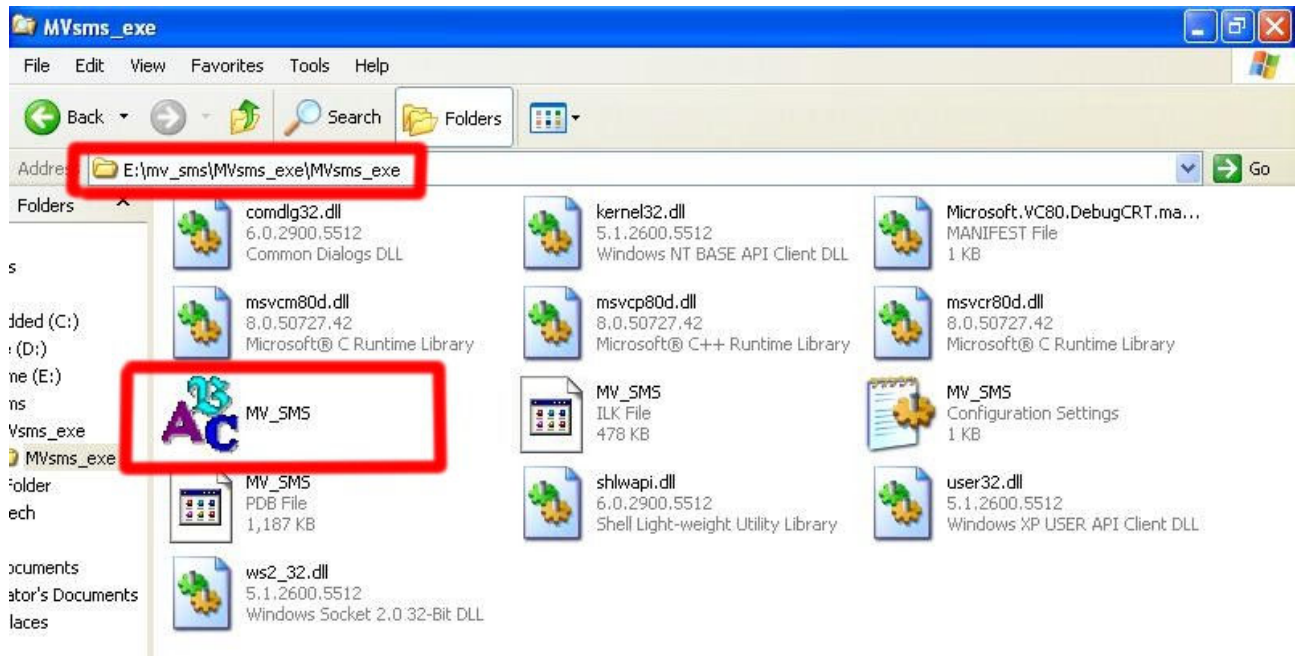 MVsms_exe
File Edit View Favorites Tools Help
Back Search Folders
Address E:\mv_sms\MVsms_exe\MVsms_exe Go
Folders
comdlg32.dll
6.0.2900.5512
Common Dialogs DLL
kernel32.dll
5.1.2600.5512
Windows NT BASE API Client DLL
Microsoft.VC80.DebugCRT.ma...
MANIFEST File
1 KB
msvcm80d.dll
8.0.50727.42
Microsoft® C Runtime Library
msvcp80d.dll
8.0.50727.42
Microsoft® C++ Runtime Library
msvcr80d.dll
8.0.50727.42
Microsoft® C Runtime Library
MV_SMS
MV_SMS
ILK File
478 KB
MV_SMS
Configuration Settings
1 KB
MV_SMS
PDB File
1,187 KB
shlwapi.dll
6.0.2900.5512
Shell Light-weight Utility Library
user32.dll
5.1.2600.5512
Windows XP USER API Client DLL
ws2_32.dll
5.1.2600.5512
Windows Socket 2.0 32-Bit DLL
s
dded (C:)
(D:)
me (E:)
ms
Vsms_exe
MVsms_exe
Folder
ech
ocuments
ator's Documents
laces